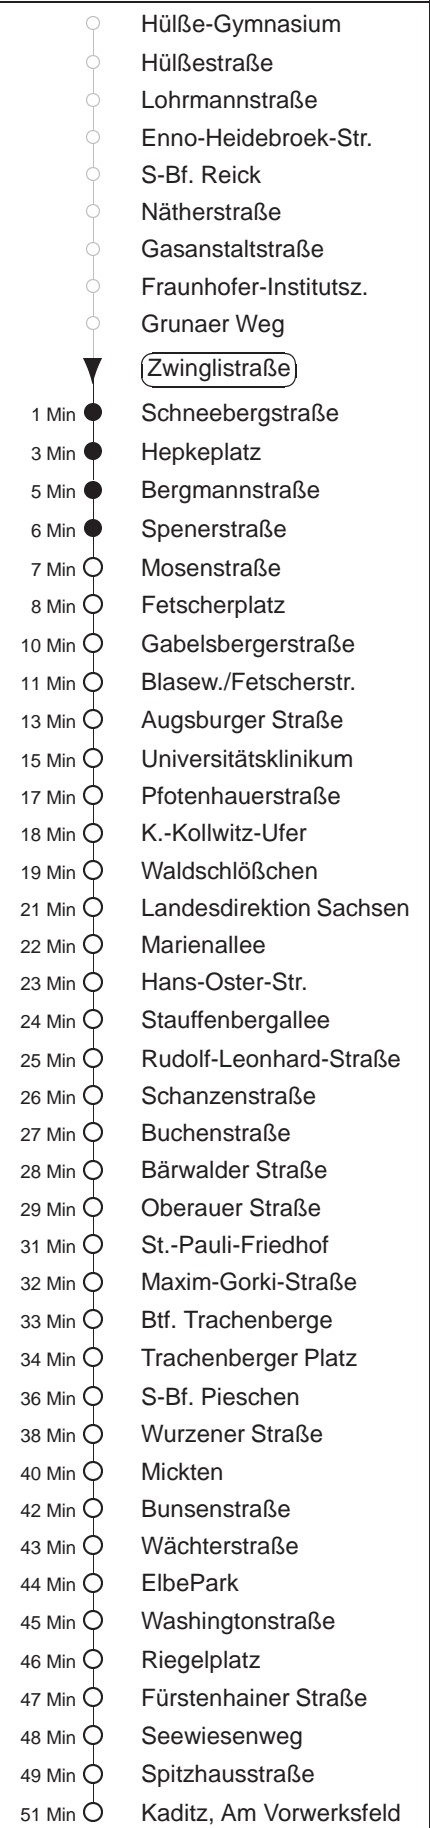 Hülße-Gymnasium
Hülßestraße
Lohrmannstraße
Enno-Heidebroek-Str.
S-Bf. Reick
Nätherstraße
Gasanstaltstraße
Fraunhofer-Institutsz.
Grunaer Weg
Zwinglistraße
1 Min Schneebergstraße
3 Min Hepkeplatz
5 Min Bergmannstraße
6 Min Spenerstraße
7 Min Mosenstraße
8 Min Fetscherplatz
10 Min Gabelsbergerstraße
11 Min Blasew./Fetscherstr.
13 Min Augsburger Straße
15 Min Universitätsklinikum
17 Min Pfotenhauerstraße
18 Min K.-Kollwitz-Ufer
19 Min Waldschlößchen
21 Min Landesdirektion Sachsen
22 Min Marienallee
23 Min Hans-Oster-Str.
24 Min Stauffenbergallee
25 Min Rudolf-Leonhard-Straße
26 Min Schanzenstraße
27 Min Buchenstraße
28 Min Bärwalder Straße
29 Min Oberauer Straße
31 Min St.-Pauli-Friedhof
32 Min Maxim-Gorki-Straße
33 Min Btf. Trachenberge
34 Min Trachenberger Platz
36 Min S-Bf. Pieschen
38 Min Wurzener Straße
40 Min Mickten
42 Min Bunsenstraße
43 Min Wächterstraße
44 Min ElbePark
45 Min Washingtonstraße
46 Min Riegelplatz
47 Min Fürstenhainer Straße
48 Min Seewiesenweg
49 Min Spitzhausstraße
51 Min Kaditz, Am Vorwerksfeld